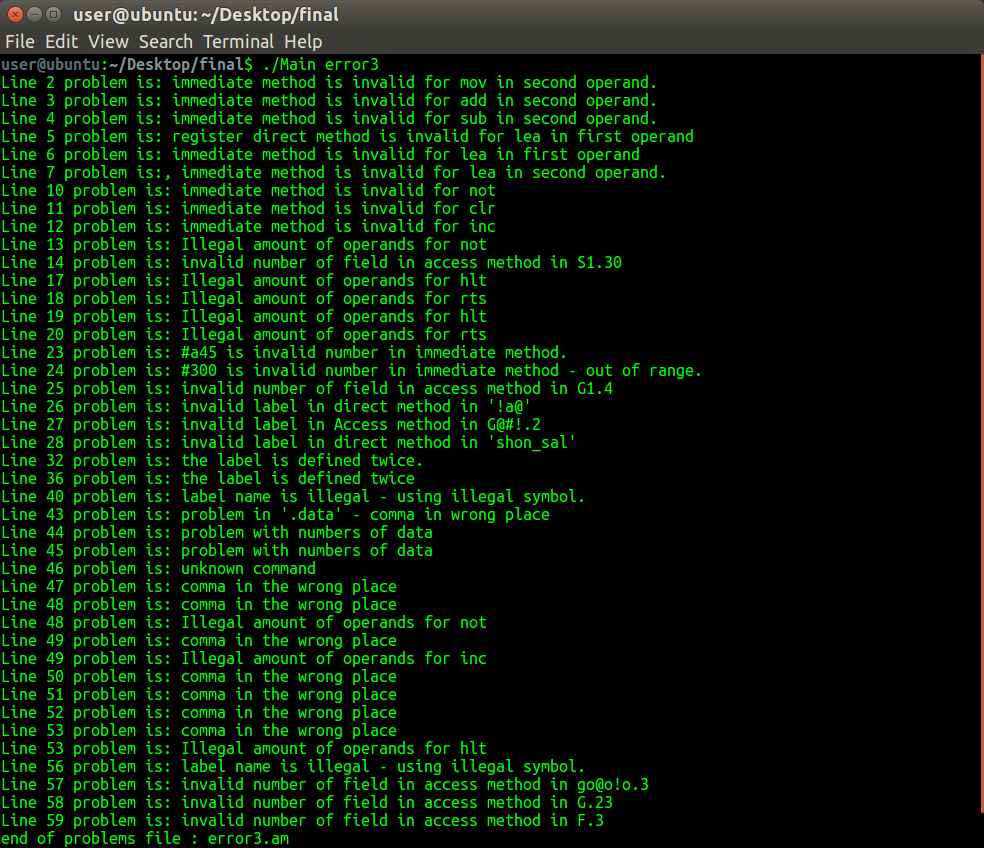 user@ubuntu: ~/Desktop/final
File Edit View Search Terminal Help
user@ubuntu:~/Desktop/final$ ./Main error3
Line 2 problem is: immediate method is invalid for mov in second operand.
Line 3 problem is: immediate method is invalid for add in second operand.
Line 4 problem is: immediate method is invalid for sub in second operand.
Line 5 problem is: register direct method is invalid for lea in first operand
Line 6 problem is: immediate method is invalid for lea in first operand
Line 7 problem is:, immediate method is invalid for lea in second operand.
Line 10 problem is: immediate method is invalid for not
Line 11 problem is: immediate method is invalid for clr
Line 12 problem is: immediate method is invalid for inc
Line 13 problem is: Illegal amount of operands for not
Line 14 problem is: invalid number of field in access method in S1.30
Line 17 problem is: Illegal amount of operands for hlt
Line 18 problem is: Illegal amount of operands for rts
Line 19 problem is: Illegal amount of operands for hlt
Line 20 problem is: Illegal amount of operands for rts
Line 23 problem is: #a45 is invalid number in immediate method.
Line 24 problem is: #300 is invalid number in immediate method - out of range.
Line 25 problem is: invalid number of field in access method in G1.4
Line 26 problem is: invalid label in direct method in '!a@'
Line 27 problem is: invalid label in Access method in G@#!.2
Line 28 problem is: invalid label in direct method in 'shon_sal'
Line 32 problem is: the label is defined twice.
Line 36 problem is: the label is defined twice
Line 40 problem is: label name is illegal - using illegal symbol.
Line 43 problem is: problem in '.data' - comma in wrong place
Line 44 problem is: problem with numbers of data
Line 45 problem is: problem with numbers of data
Line 46 problem is: unknown command
Line 47 problem is: comma in the wrong place
Line 48 problem is: comma in the wrong place
Line 48 problem is: Illegal amount of operands for not
Line 49 problem is: comma in the wrong place
Line 49 problem is: Illegal amount of operands for inc
Line 50 problem is: comma in the wrong place
Line 51 problem is: comma in the wrong place
Line 52 problem is: comma in the wrong place
Line 53 problem is: comma in the wrong place
Line 53 problem is: Illegal amount of operands for hlt
Line 56 problem is: label name is illegal - using illegal symbol.
Line 57 problem is: invalid number of field in access method in go@o!o.3
Line 58 problem is: invalid number of field in access method in G.23
Line 59 problem is: invalid number of field in access method in F.3
end of problems file : error3.am